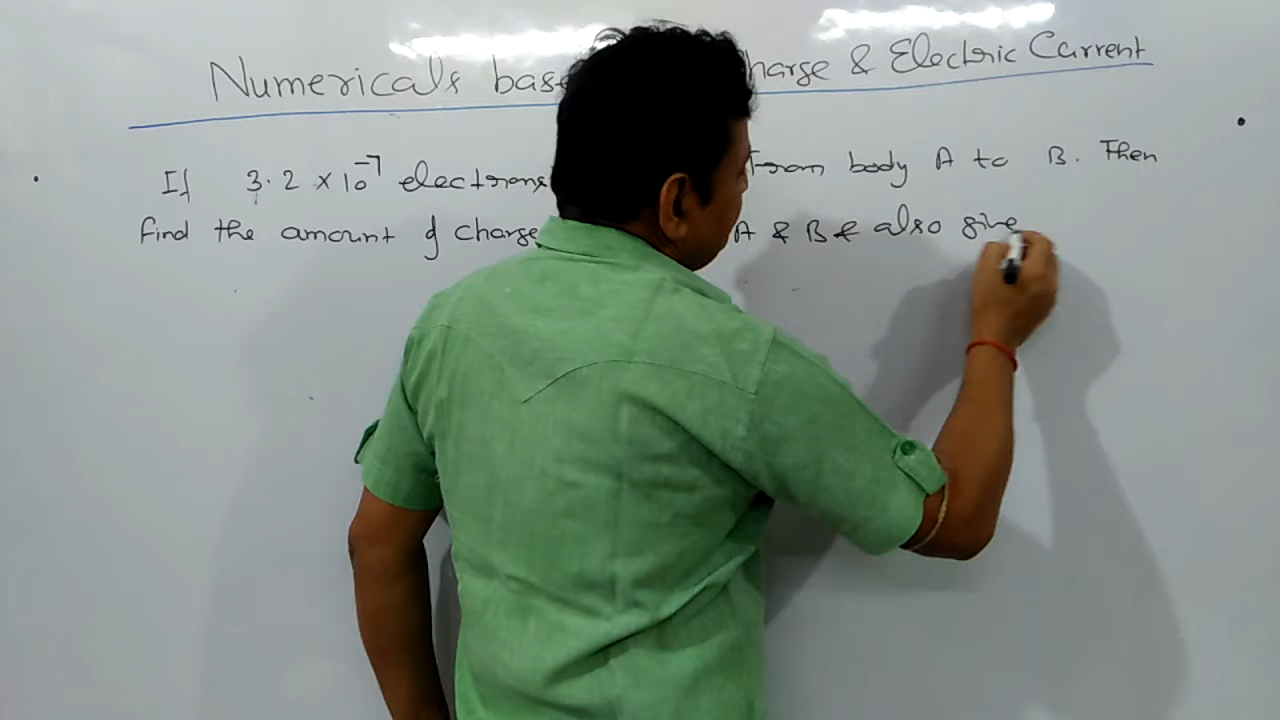 Numericals bas harge & Electric Current
If 3.2 × 10⁻⁷ electrons from body A to B. Then
find the amount of charge A & B & also give